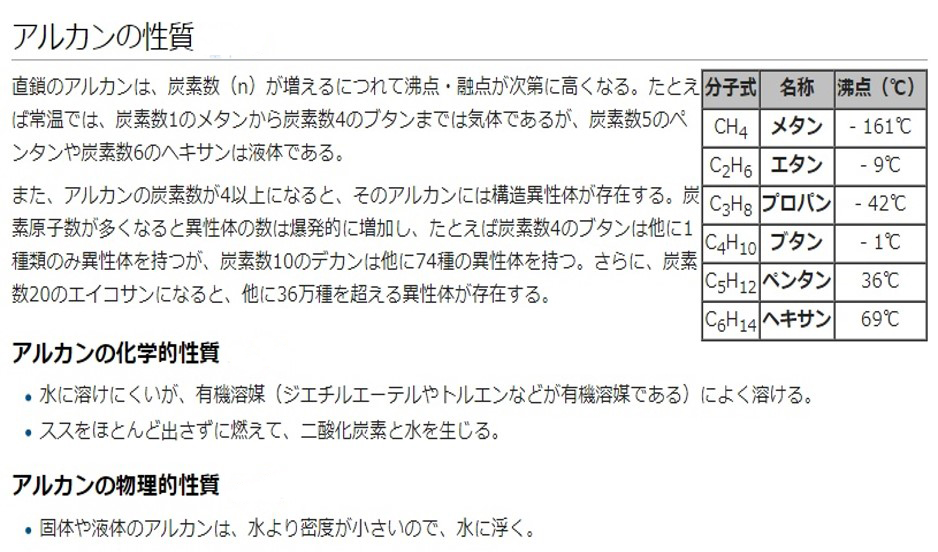 アルカンの性質
直鎖のアルカンは、炭素数（n）が増えるにつれて沸点・融点が次第に高くなる。たとえ
ば常温では、炭素数1のメタンから炭素数4のブタンまでは気体であるが、炭素数5のペ
ンタンや炭素数6のヘキサンは液体である。
また、アルカンの炭素数が4以上になると、そのアルカンには構造異性体が存在する。炭
素原子数が多くなると異性体の数は爆発的に増加し、たとえば炭素数4のブタンは他に1
種類のみ異性体を持つが、炭素数10のデカンは他に74種の異性体を持つ。さらに、炭素
数20のエイコサンになると、他に36万種を超える異性体が存在する。
分子式 名称 沸点（℃）
CH4 メタン - 161℃
C2H6 エタン - 9℃
C3H8 プロパン - 42℃
C4H10 ブタン - 1℃
C5H12 ペンタン 36℃
C6H14 ヘキサン 69℃
アルカンの化学的性質
• 水に溶けにくいが、有機溶媒（ジエチルエーテルやトルエンなどが有機溶媒である）によく溶ける。
• ススをほとんど出さずに燃えて、二酸化炭素と水を生じる。
アルカンの物理的性質
• 固体や液体のアルカンは、水より密度が小さいので、水に浮く。